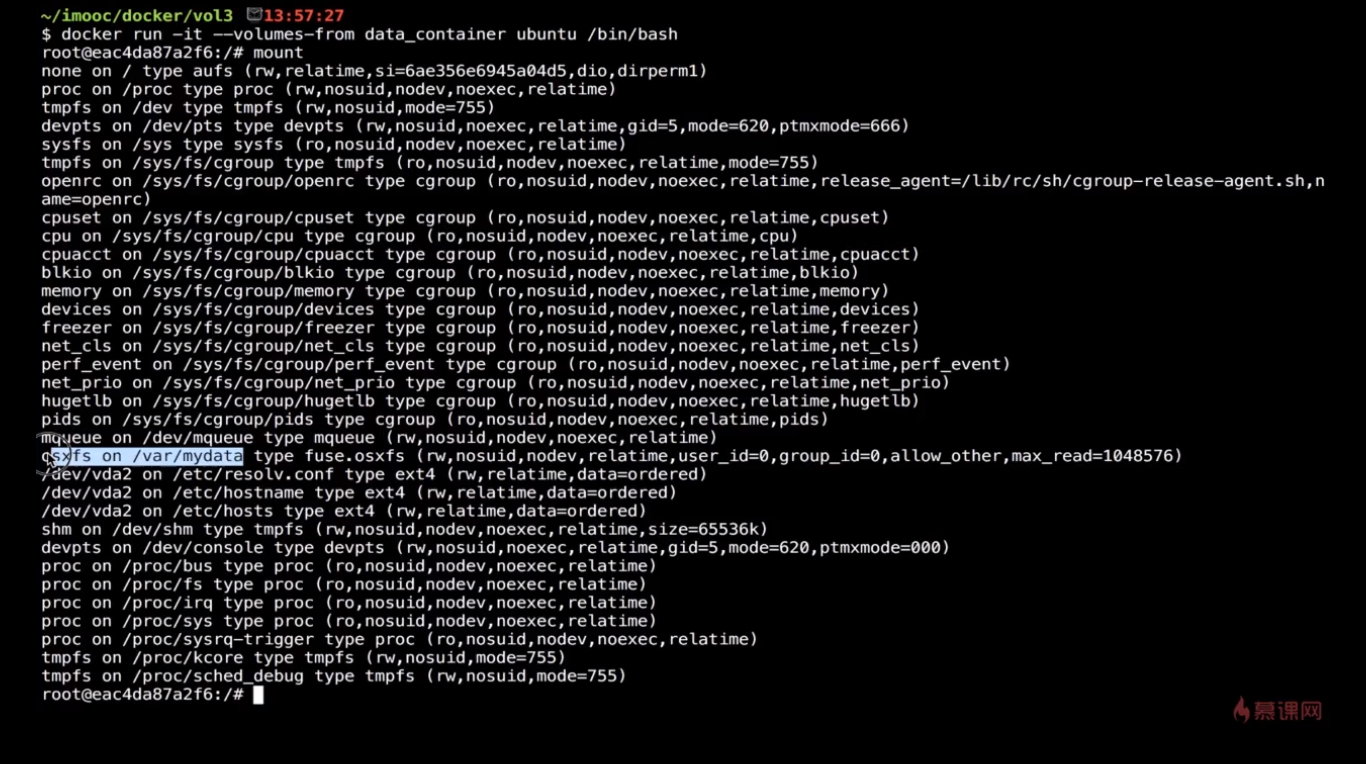 ~/imooc/docker/vol3 13:57:27
$ docker run -it --volumes-from data_container ubuntu /bin/bash
root@eac4da87a2f6:/# mount
none on / type aufs (rw,relatime,si=6ae356e6945a04d5,dio,dirperm1)
proc on /proc type proc (rw,nosuid,nodev,noexec,relatime)
tmpfs on /dev type tmpfs (rw,nosuid,mode=755)
devpts on /dev/pts type devpts (rw,nosuid,noexec,relatime,gid=5,mode=620,ptmxmode=666)
sysfs on /sys type sysfs (ro,nosuid,nodev,noexec,relatime)
tmpfs on /sys/fs/cgroup type tmpfs (ro,nosuid,nodev,noexec,relatime,mode=755)
openrc on /sys/fs/cgroup/openrc type cgroup (ro,nosuid,nodev,noexec,relatime,release_agent=/lib/rc/sh/cgroup-release-agent.sh,n
ame=openrc)
cpuset on /sys/fs/cgroup/cpuset type cgroup (ro,nosuid,nodev,noexec,relatime,cpuset)
cpu on /sys/fs/cgroup/cpu type cgroup (ro,nosuid,nodev,noexec,relatime,cpu)
cpuacct on /sys/fs/cgroup/cpuacct type cgroup (ro,nosuid,nodev,noexec,relatime,cpuacct)
blkio on /sys/fs/cgroup/blkio type cgroup (ro,nosuid,nodev,noexec,relatime,blkio)
memory on /sys/fs/cgroup/memory type cgroup (ro,nosuid,nodev,noexec,relatime,memory)
devices on /sys/fs/cgroup/devices type cgroup (ro,nosuid,nodev,noexec,relatime,devices)
freezer on /sys/fs/cgroup/freezer type cgroup (ro,nosuid,nodev,noexec,relatime,freezer)
net_cls on /sys/fs/cgroup/net_cls type cgroup (ro,nosuid,nodev,noexec,relatime,net_cls)
perf_event on /sys/fs/cgroup/perf_event type cgroup (ro,nosuid,nodev,noexec,relatime,perf_event)
net_prio on /sys/fs/cgroup/net_prio type cgroup (ro,nosuid,nodev,noexec,relatime,net_prio)
hugetlb on /sys/fs/cgroup/hugetlb type cgroup (ro,nosuid,nodev,noexec,relatime,hugetlb)
pids on /sys/fs/cgroup/pids type cgroup (ro,nosuid,nodev,noexec,relatime,pids)
mqueue on /dev/mqueue type mqueue (rw,nosuid,nodev,noexec,relatime)
osxfs on /var/mydata type fuse.osxfs (rw,nosuid,nodev,relatime,user_id=0,group_id=0,allow_other,max_read=1048576)
/dev/vda2 on /etc/resolv.conf type ext4 (rw,relatime,data=ordered)
/dev/vda2 on /etc/hostname type ext4 (rw,relatime,data=ordered)
/dev/vda2 on /etc/hosts type ext4 (rw,relatime,data=ordered)
shm on /dev/shm type tmpfs (rw,nosuid,nodev,noexec,relatime,size=65536k)
devpts on /dev/console type devpts (rw,nosuid,noexec,relatime,gid=5,mode=620,ptmxmode=000)
proc on /proc/bus type proc (ro,nosuid,nodev,noexec,relatime)
proc on /proc/fs type proc (ro,nosuid,nodev,noexec,relatime)
proc on /proc/irq type proc (ro,nosuid,nodev,noexec,relatime)
proc on /proc/sys type proc (ro,nosuid,nodev,noexec,relatime)
proc on /proc/sysrq-trigger type proc (ro,nosuid,nodev,noexec,relatime)
tmpfs on /proc/kcore type tmpfs (rw,nosuid,mode=755)
tmpfs on /proc/sched_debug type tmpfs (rw,nosuid,mode=755)
root@eac4da87a2f6:/#
慕课网